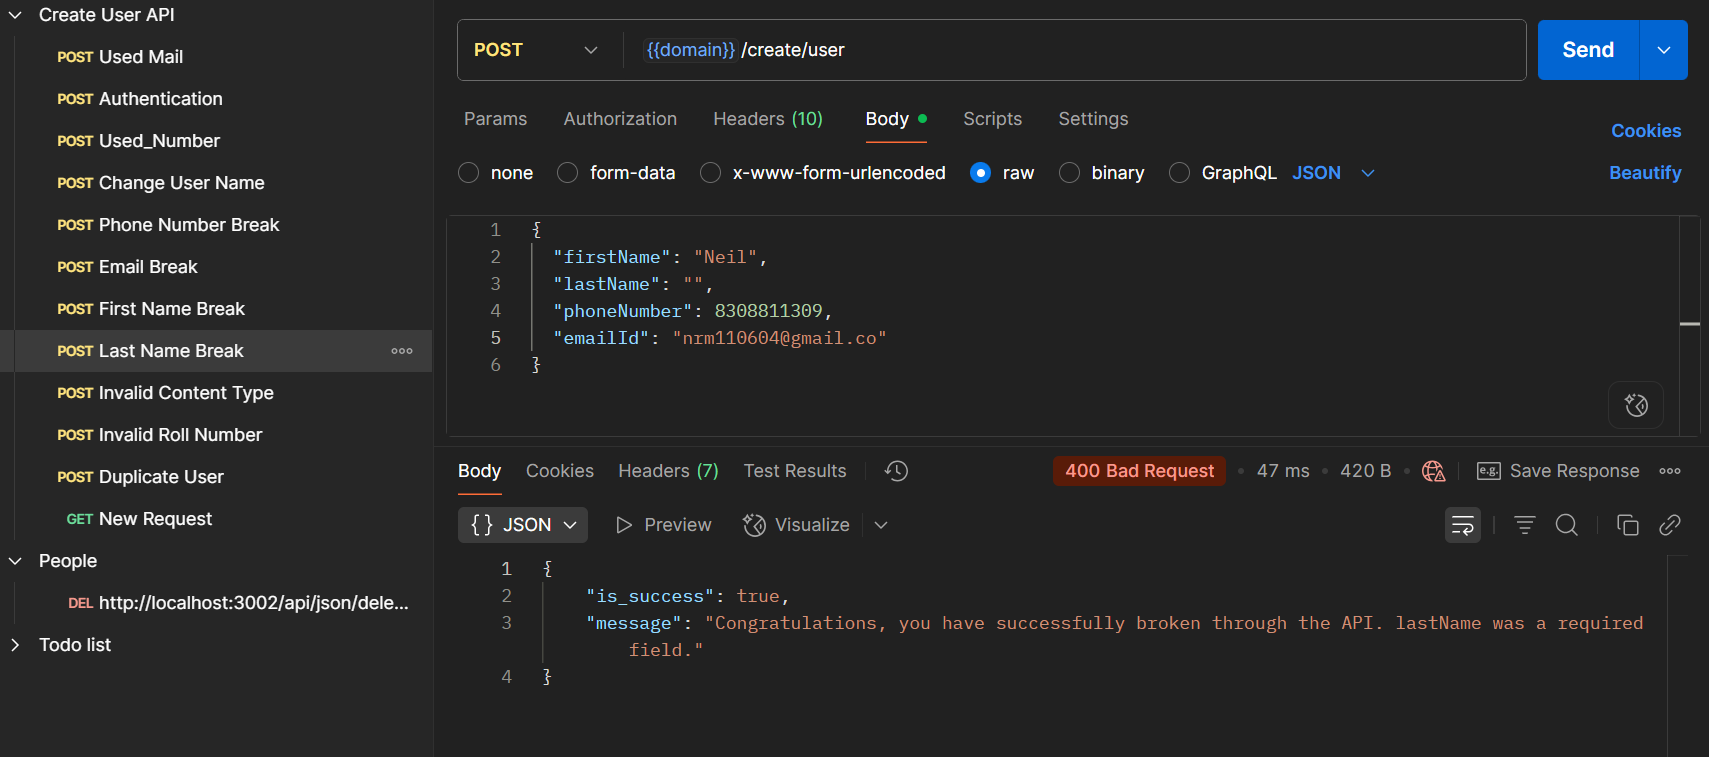 Create User API
POST Used Mail
POST Authentication
POST Used_Number
POST Change User Name
POST Phone Number Break
POST Email Break
POST First Name Break
POST Last Name Break
POST Invalid Content Type
POST Invalid Roll Number
POST Duplicate User
GET New Request
People
DEL http://localhost:3002/api/json/dele...
Todo list
POST {{domain}} /create/user Send
Params Authorization Headers (10) Body Scripts Settings Cookies
none form-data x-www-form-urlencoded raw binary GraphQL JSON Beautify
1 {
2 "firstName": "Neil",
3 "lastName": "",
4 "phoneNumber": 8308811309,
5 "emailId": "nrm110604@gmail.co"
6 }
Body Cookies Headers (7) Test Results 400 Bad Request • 47 ms • 420 B • e.g. Save Response
{} JSON Preview Visualize
1 {
2 "is_success": true,
3 "message": "Congratulations, you have successfully broken through the API. lastName was a required
field."
4 }